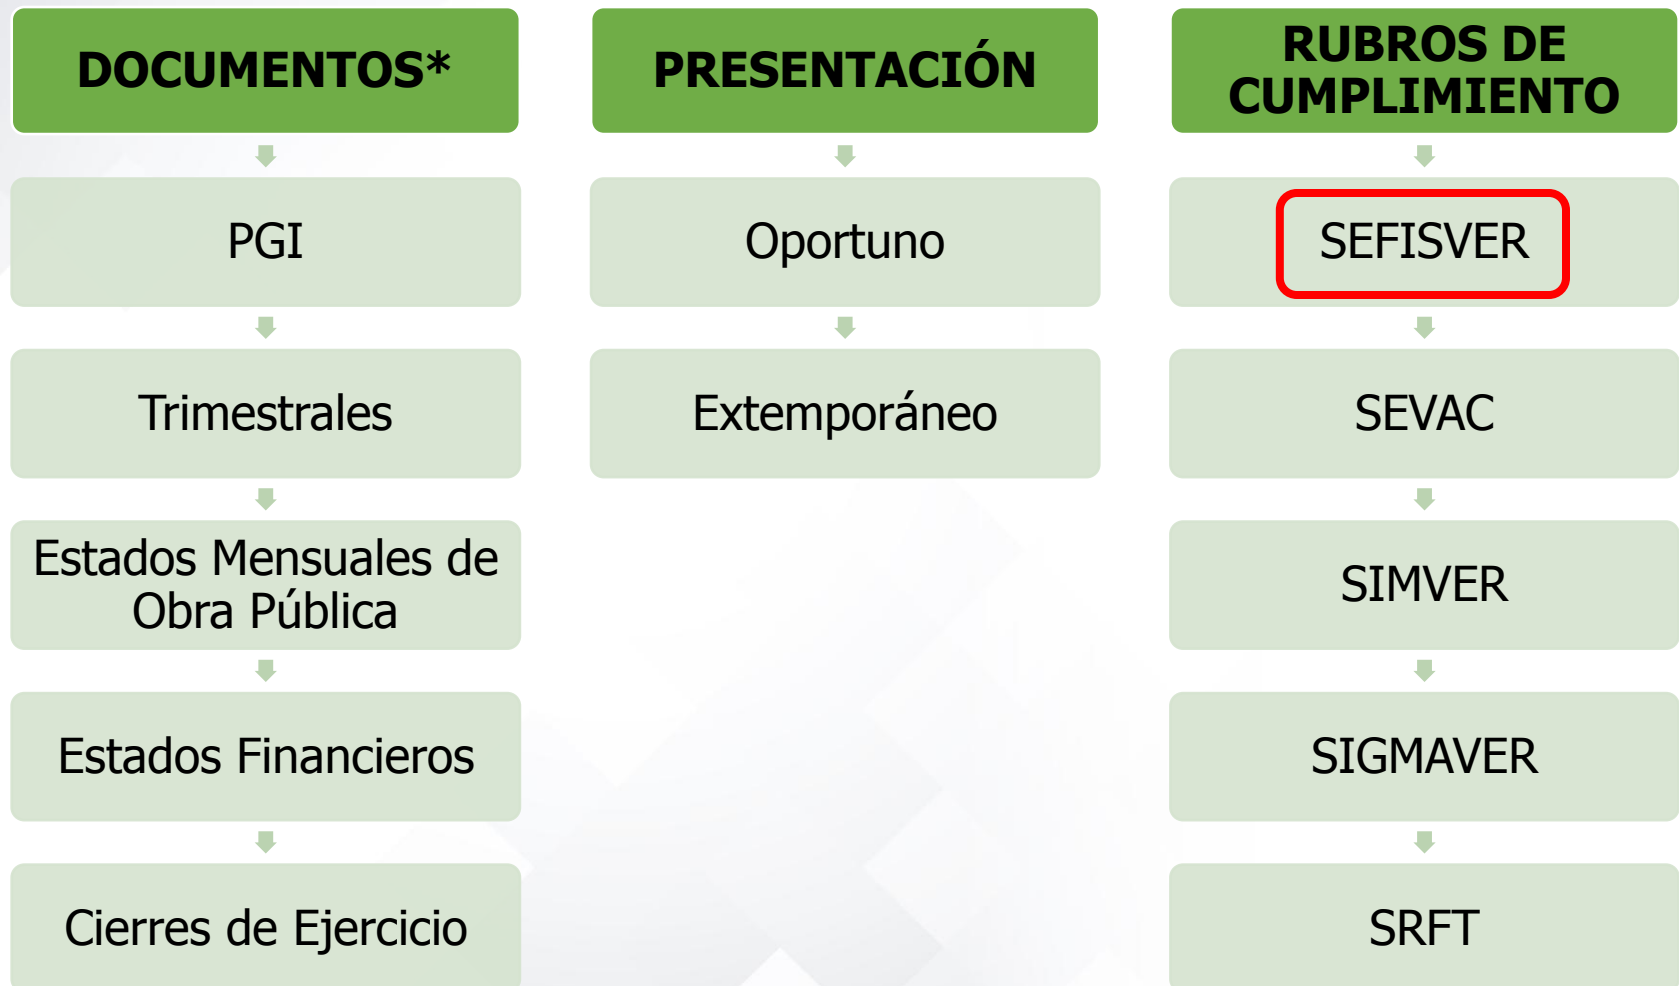 DOCUMENTOS*
PGI
Trimestrales
Estados Mensuales de
Obra Pública
Estados Financieros
Cierres de Ejercicio
PRESENTACIÓN
Oportuno
Extemporáneo
RUBROS DE
CUMPLIMIENTO
SEFISVER
SEVAC
SIMVER
SIGMAVER
SRFT